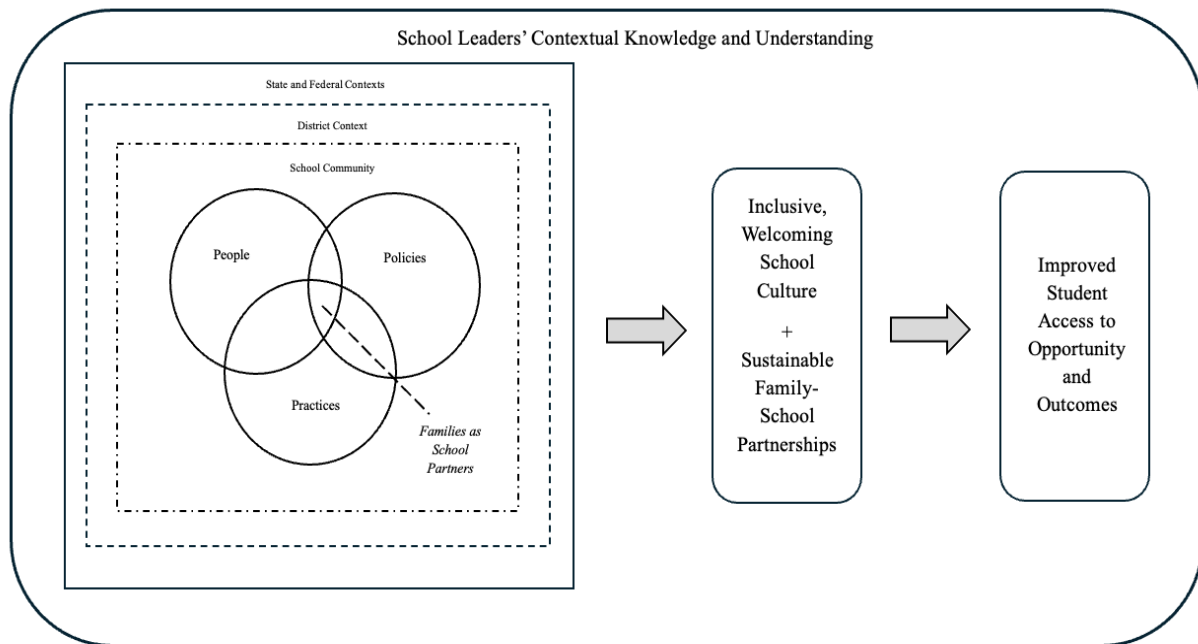 School Leaders’ Contextual Knowledge and Understanding
State and Federal Contexts
District Context
School Community
People
Policies
Practices
Families as
School
Partners
Inclusive,
Welcoming
School
Culture
+
Sustainable
Family-
School
Partnerships
Improved
Student
Access to
Opportunity
and
Outcomes